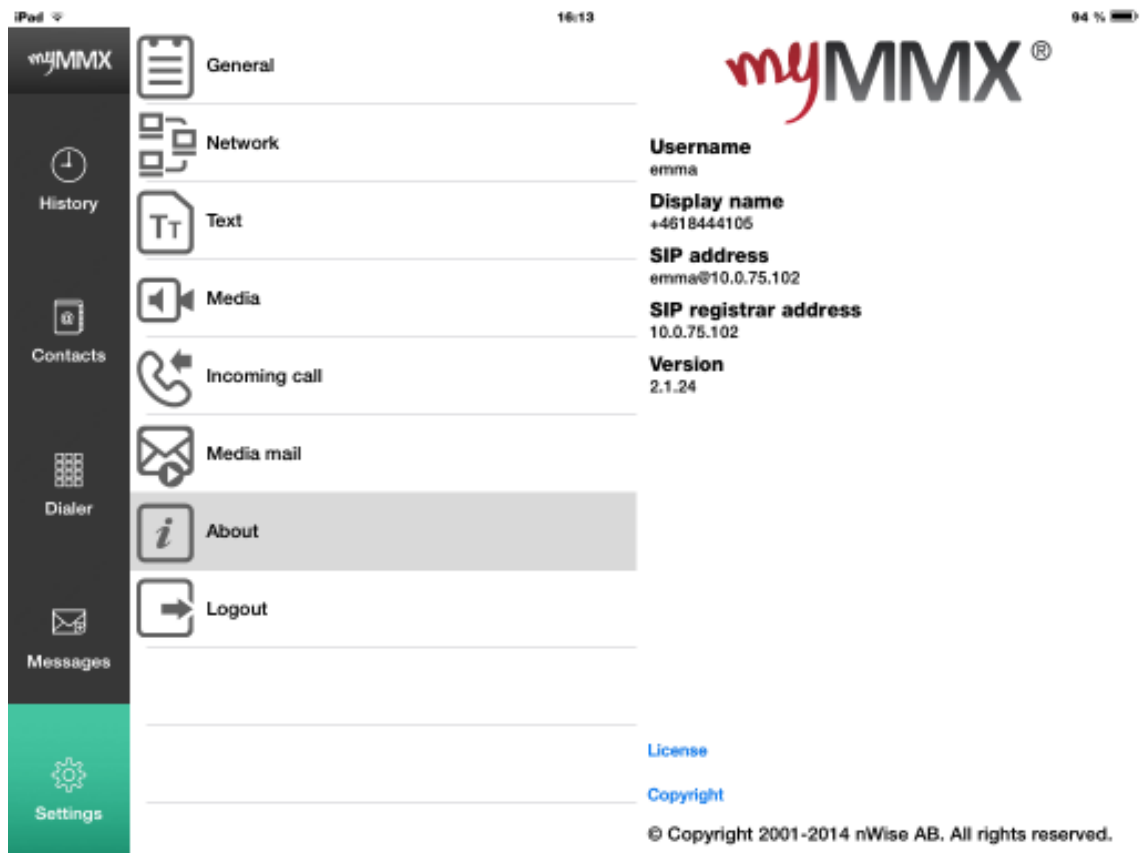 iPad
16:13
94 %
myMMX
History
Contacts
Dialer
Messages
Settings
General
Network
Text
Media
Incoming call
Media mail
About
Logout
myMMX®
Username
emma
Display name
+4618444105
SIP address
emma@10.0.75.102
SIP registrar address
10.0.75.102
Version
2.1.24
License
Copyright
© Copyright 2001-2014 nWise AB. All rights reserved.